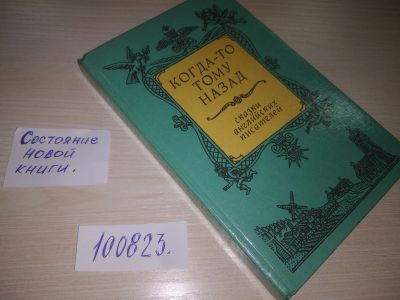 КОГДА-ТО
ТОМУ
НАЗАД
сказки
английских
писателей
Состояние
новой
книги.
100823.